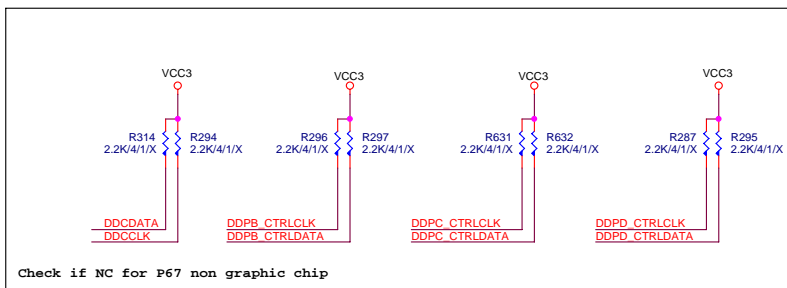 VCC3 VCC3 VCC3 VCC3
R314 R294 R296 R297 R631 R632 R287 R295
2.2K/4/1/X 2.2K/4/1/X 2.2K/4/1/X 2.2K/4/1/X 2.2K/4/1/X 2.2K/4/1/X 2.2K/4/1/X 2.2K/4/1/X
DDCDATA DDPB_CTRLCLK DDPC_CTRLCLK DDPD_CTRLCLK
DDCCLK DDPB_CTRLDATA DDPC_CTRLDATA DDPD_CTRLDATA
Check if NC for P67 non graphic chip